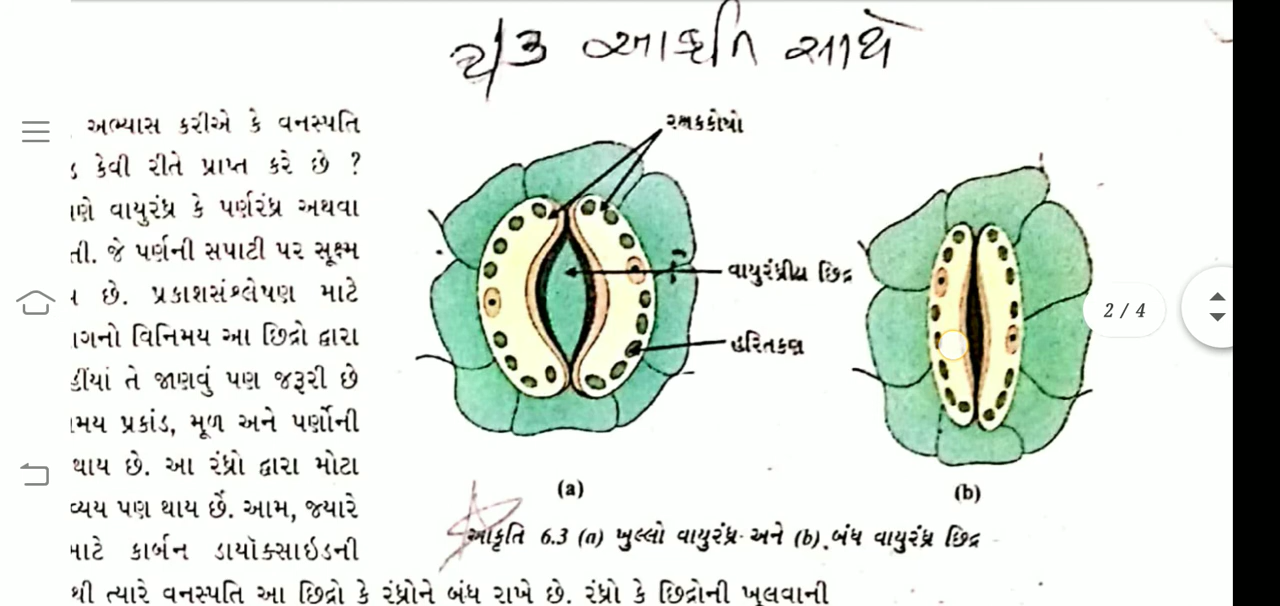 આકૃતિ સાથે
અભ્યાસ કરીએ કે વનસ્પતિ
કેવી રીતે પ્રાપ્ત કરે છે ?
વાયુરંધ્ર કે પર્ણરંધ્ર અથવા
તી. જે પર્ણની સપાટી પર સૂક્ષ્મ
છે. પ્રકાશસંશ્લેષણ માટે
ગનો વિનિમય આ છિદ્રો દ્વારા
હીંયાં તે જાણવું પણ જરૂરી છે
મય પ્રકાંડ, મૂળ અને પર્ણોની
થાય છે. આ રંધ્રો દ્વારા મોટા
વ્યય પણ થાય છે. આમ, જ્યારે
માટે કાર્બન ડાયૉક્સાઇડની
થી ત્યારે વનસ્પતિ આ છિદ્રો કે રંધ્રોને બંધ રાખે છે. રંધ્રો કે છિદ્રોની ખૂલવાની
રક્ષકકોષો
વાયુરંધ્રીય છિદ્ર
હરિતકણ
(a)
(b)
આકૃતિ 6.3 (a) ખુલ્લો વાયુરંધ્ર અને (b) બંધ વાયુરંધ્ર છિદ્ર
2 / 4